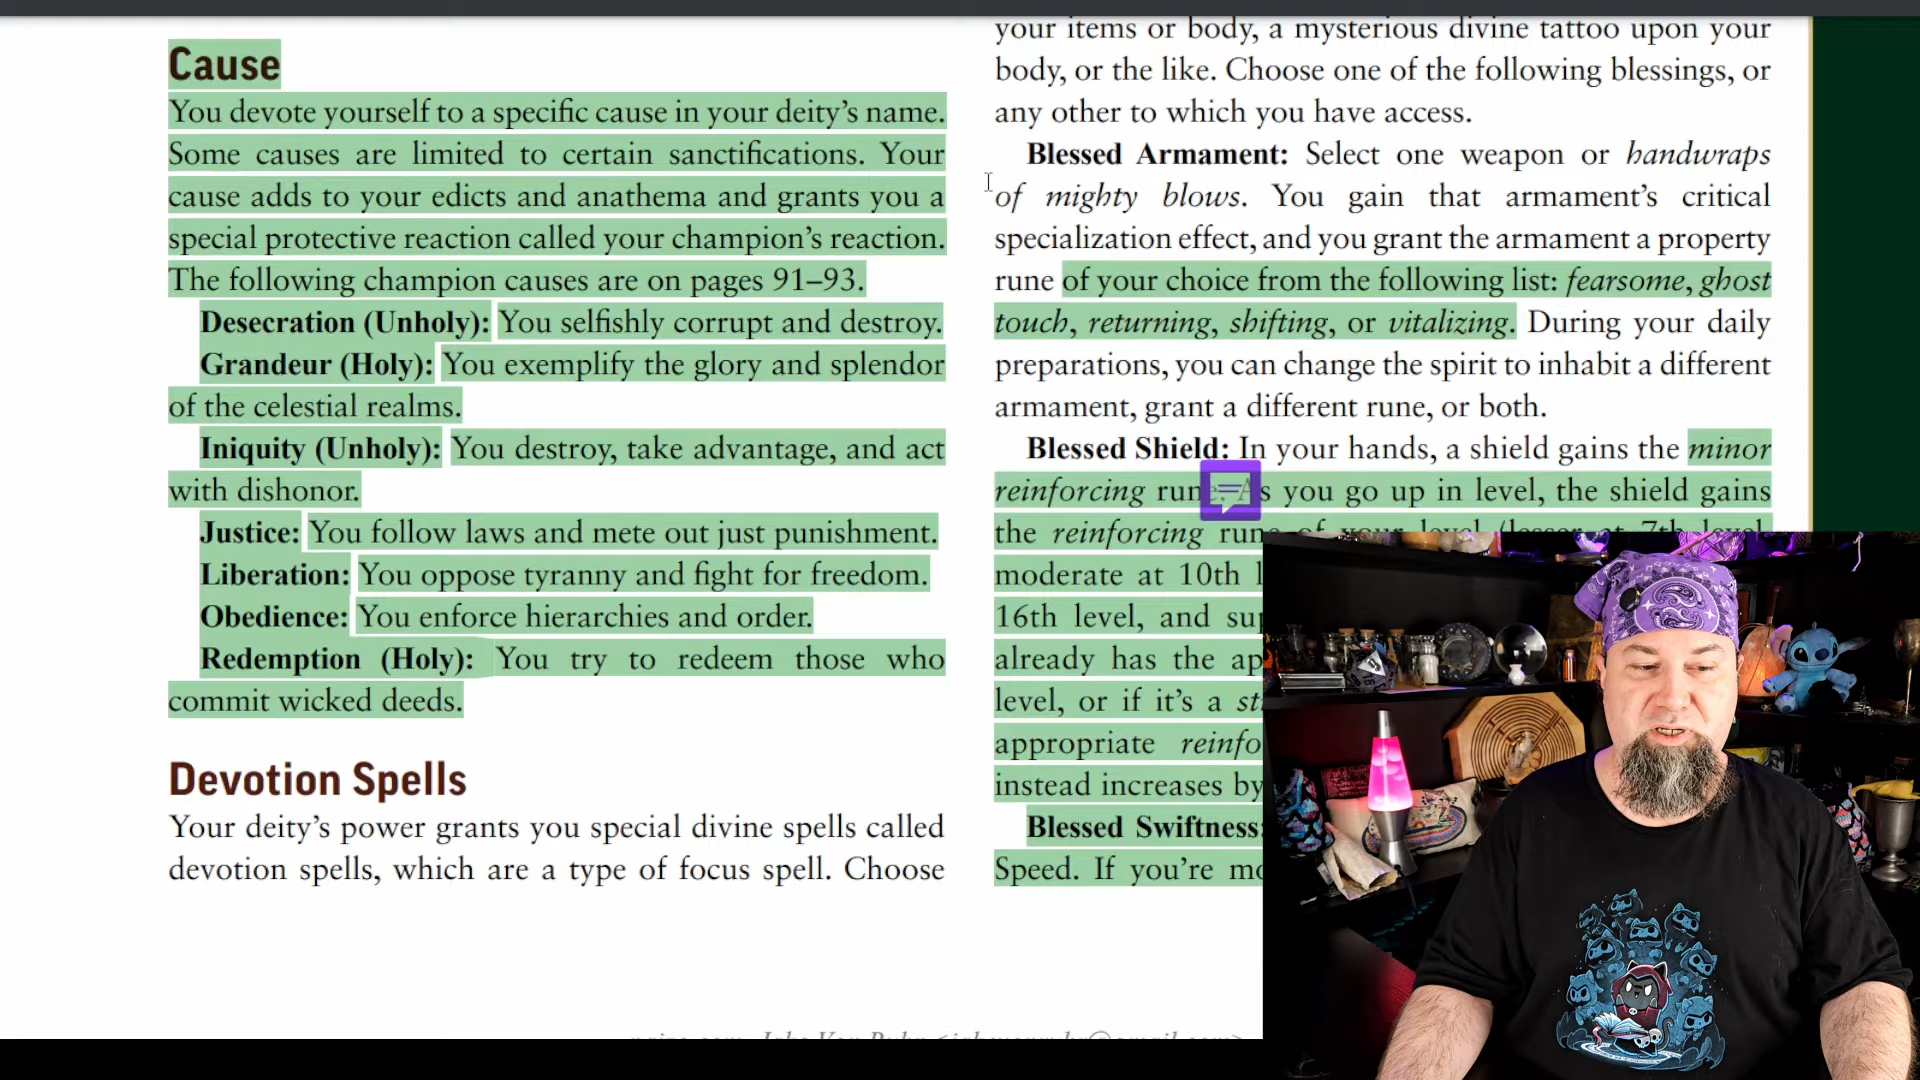 Cause
You devote yourself to a specific cause in your deity’s name.
Some causes are limited to certain sanctifications. Your
cause adds to your edicts and anathema and grants you a
special protective reaction called your champion’s reaction.
The following champion causes are on pages 91–93.
Desecration (Unholy): You selfishly corrupt and destroy.
Grandeur (Holy): You exemplify the glory and splendor
of the celestial realms.
Iniquity (Unholy): You destroy, take advantage, and act
with dishonor.
Justice: You follow laws and mete out just punishment.
Liberation: You oppose tyranny and fight for freedom.
Obedience: You enforce hierarchies and order.
Redemption (Holy): You try to redeem those who
commit wicked deeds.
Devotion Spells
Your deity’s power grants you special divine spells called
devotion spells, which are a type of focus spell. Choose
your items or body, a mysterious divine tattoo upon your
body, or the like. Choose one of the following blessings, or
any other to which you have access.
Blessed Armament: Select one weapon or handwraps
of mighty blows. You gain that armament’s critical
specialization effect, and you grant the armament a property
rune of your choice from the following list: fearsome, ghost
touch, returning, shifting, or vitalizing. During your daily
preparations, you can change the spirit to inhabit a different
armament, grant a different rune, or both.
Blessed Shield: In your hands, a shield gains the minor
reinforcing rune. As you go up in level, the shield gains
the reinforcing rune of your level (lesser at 7th level,
moderate at 10th
16th level, and
already has the
level, or if it’s a
appropriate
instead increases by
Blessed Swiftness:
Speed. If you’re